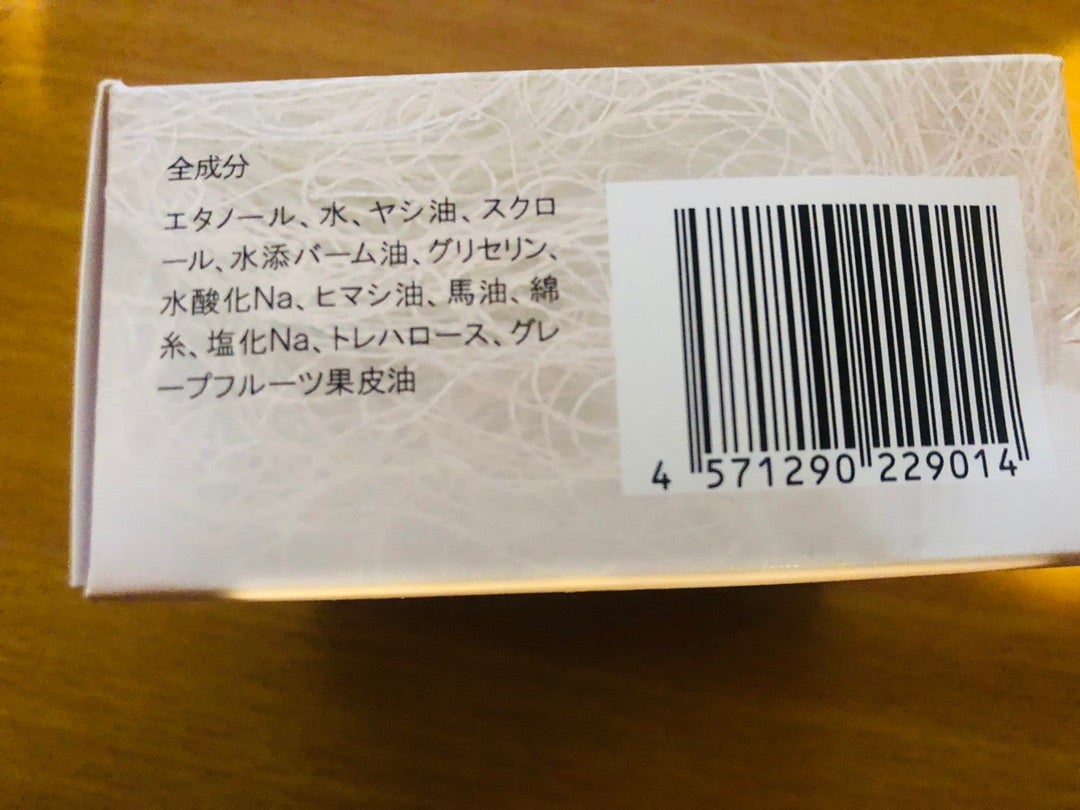 全成分
エタノール、水、ヤシ油、スクロ
ール、水添パーム油、グリセリン、
水酸化Na、ヒマシ油、馬油、綿
糸、塩化Na、トレハロース、グレ
ープフルーツ果皮油
4 571290 229014